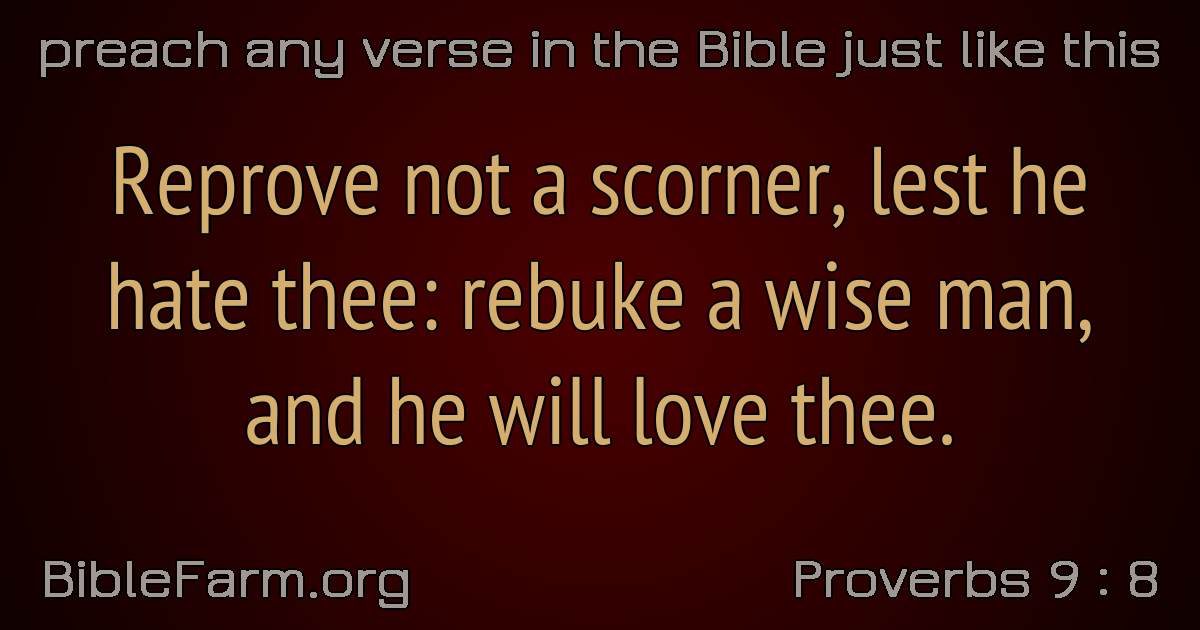 preach any verse in the Bible just like this
Reprove not a scorner, lest he
hate thee: rebuke a wise man,
and he will love thee.
BibleFarm.org
Proverbs 9 : 8